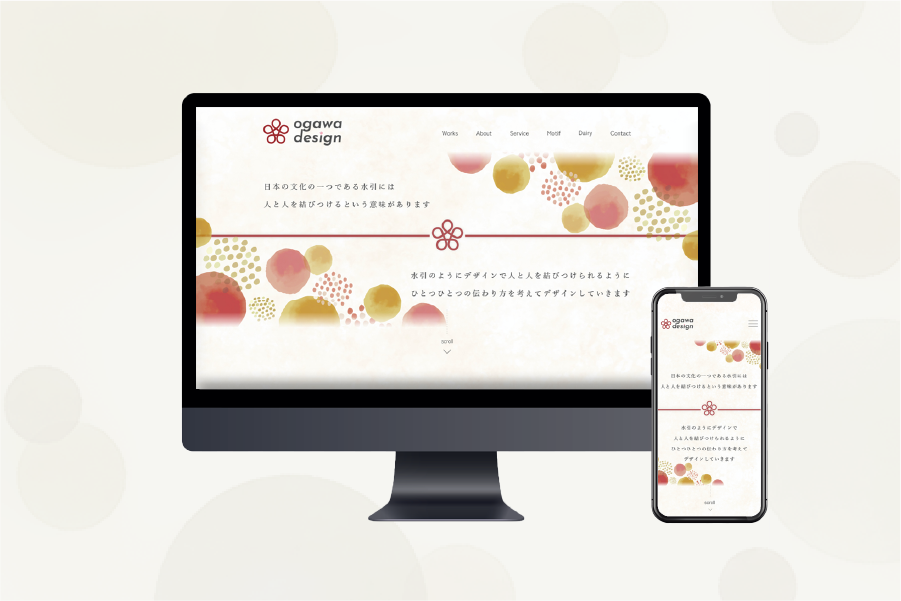 ogawa
design
Works About Service Motif Dairy Contact
日本の文化の一つである水引には
人と人を結びつけるという意味があります
水引のようにデザインで人と人を結びつけられるように
ひとつひとつの伝わり方を考えてデザインしていきます
scroll
ogawa
design
日本の文化の一つである水引には
人と人を結びつけるという意味があります
水引のようにデザインで
人と人を結びつけられるように
ひとつひとつの伝わり方を考えて
デザインしていきます
scroll